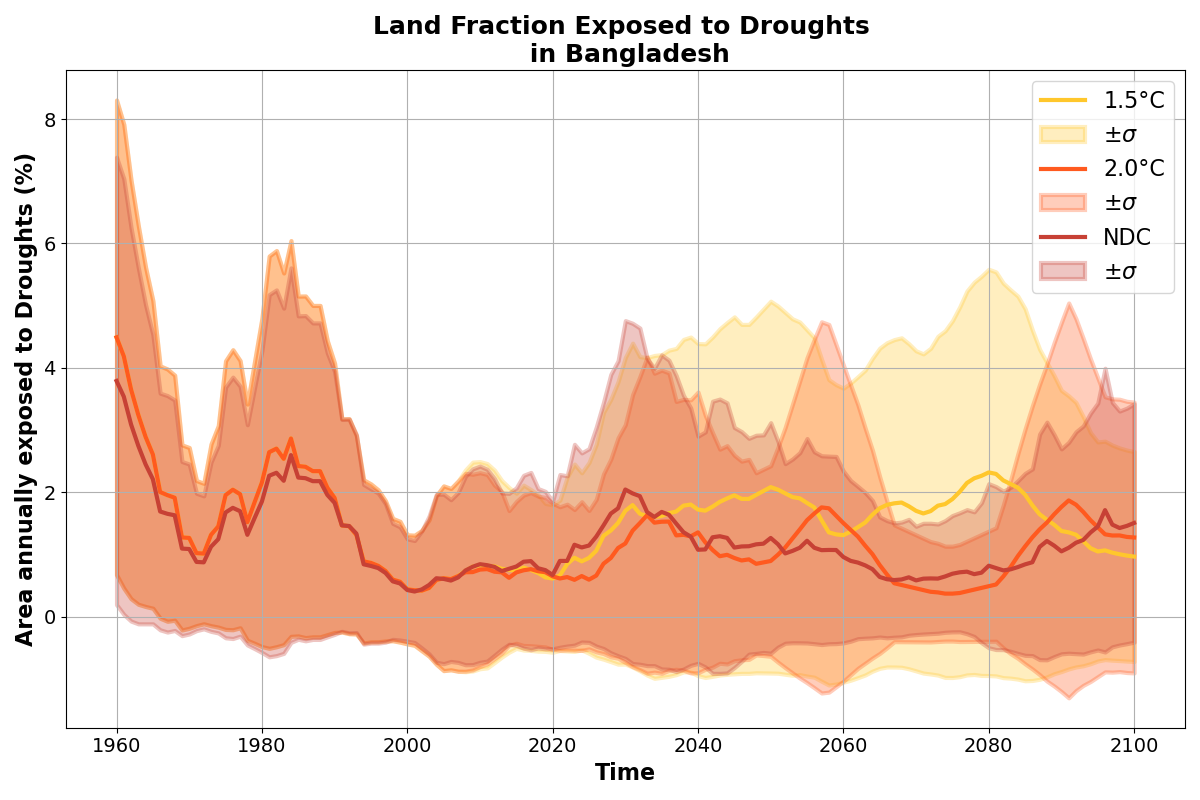 Land Fraction Exposed to Droughts
in Bangladesh
Area annually exposed to Droughts (%)
8
6
4
2
0
1.5°C
±σ
2.0°C
±σ
NDC
±σ
1960 1980 2000 2020 2040 2060 2080 2100
Time